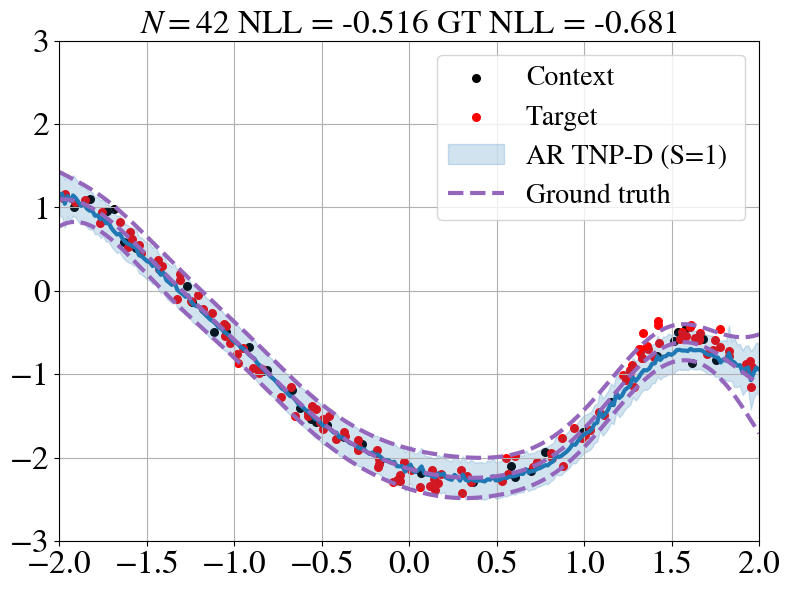 N = 42 NLL = -0.516 GT NLL = -0.681
3
2
1
0
−1
−2
−3
Context
Target
AR TNP-D (S=1)
Ground truth
−2.0 −1.5 −1.0 −0.5 0.0 0.5 1.0 1.5 2.0